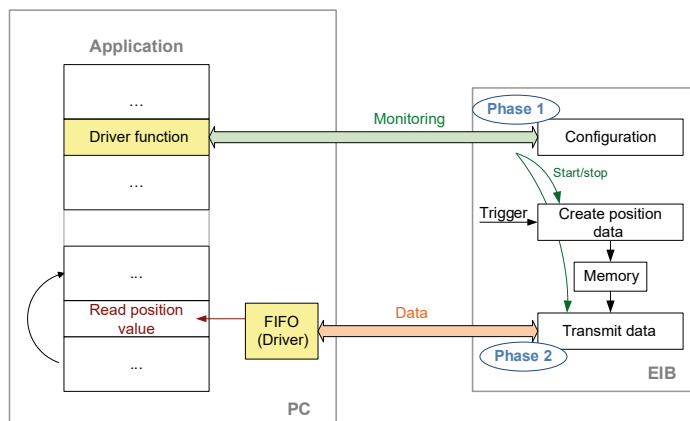 Application
...
Phase 1
Monitoring
Driver function
Configuration
...
Start/stop
Trigger
Create position
data
...
Memory
Read position
value
FIFO
(Driver)
Data
Transmit data
...
Phase 2
EIB
PC